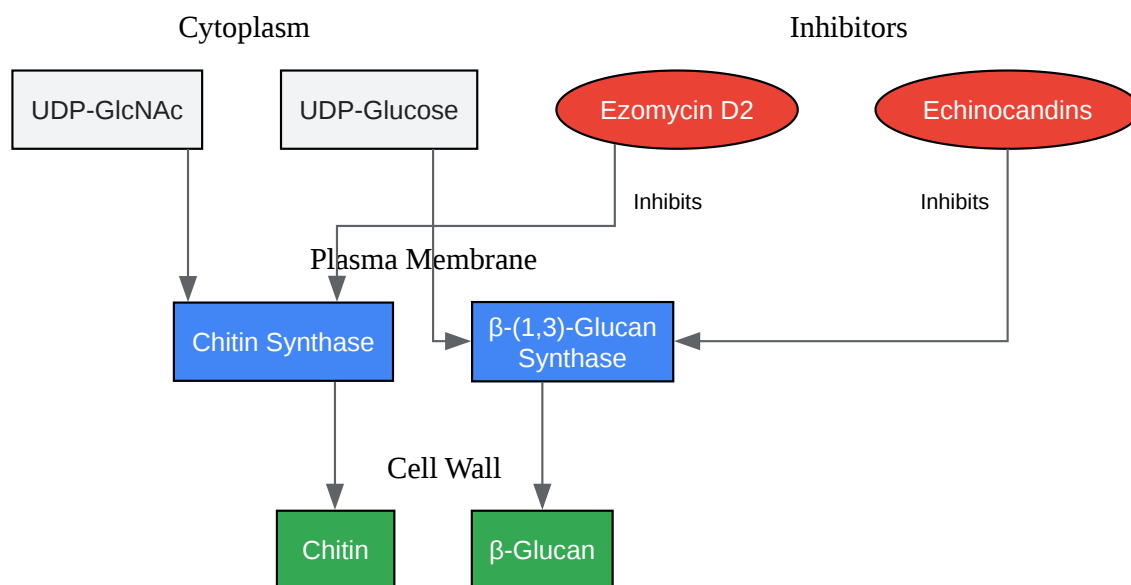 Cytoplasm
Inhibitors
UDP-GlcNAc
UDP-Glucose
Ezomycin D2
Echinocandins
Inhibits
Inhibits
Plasma Membrane
Chitin Synthase
β-(1,3)-Glucan
Synthase
Cell Wall
Chitin
β-Glucan